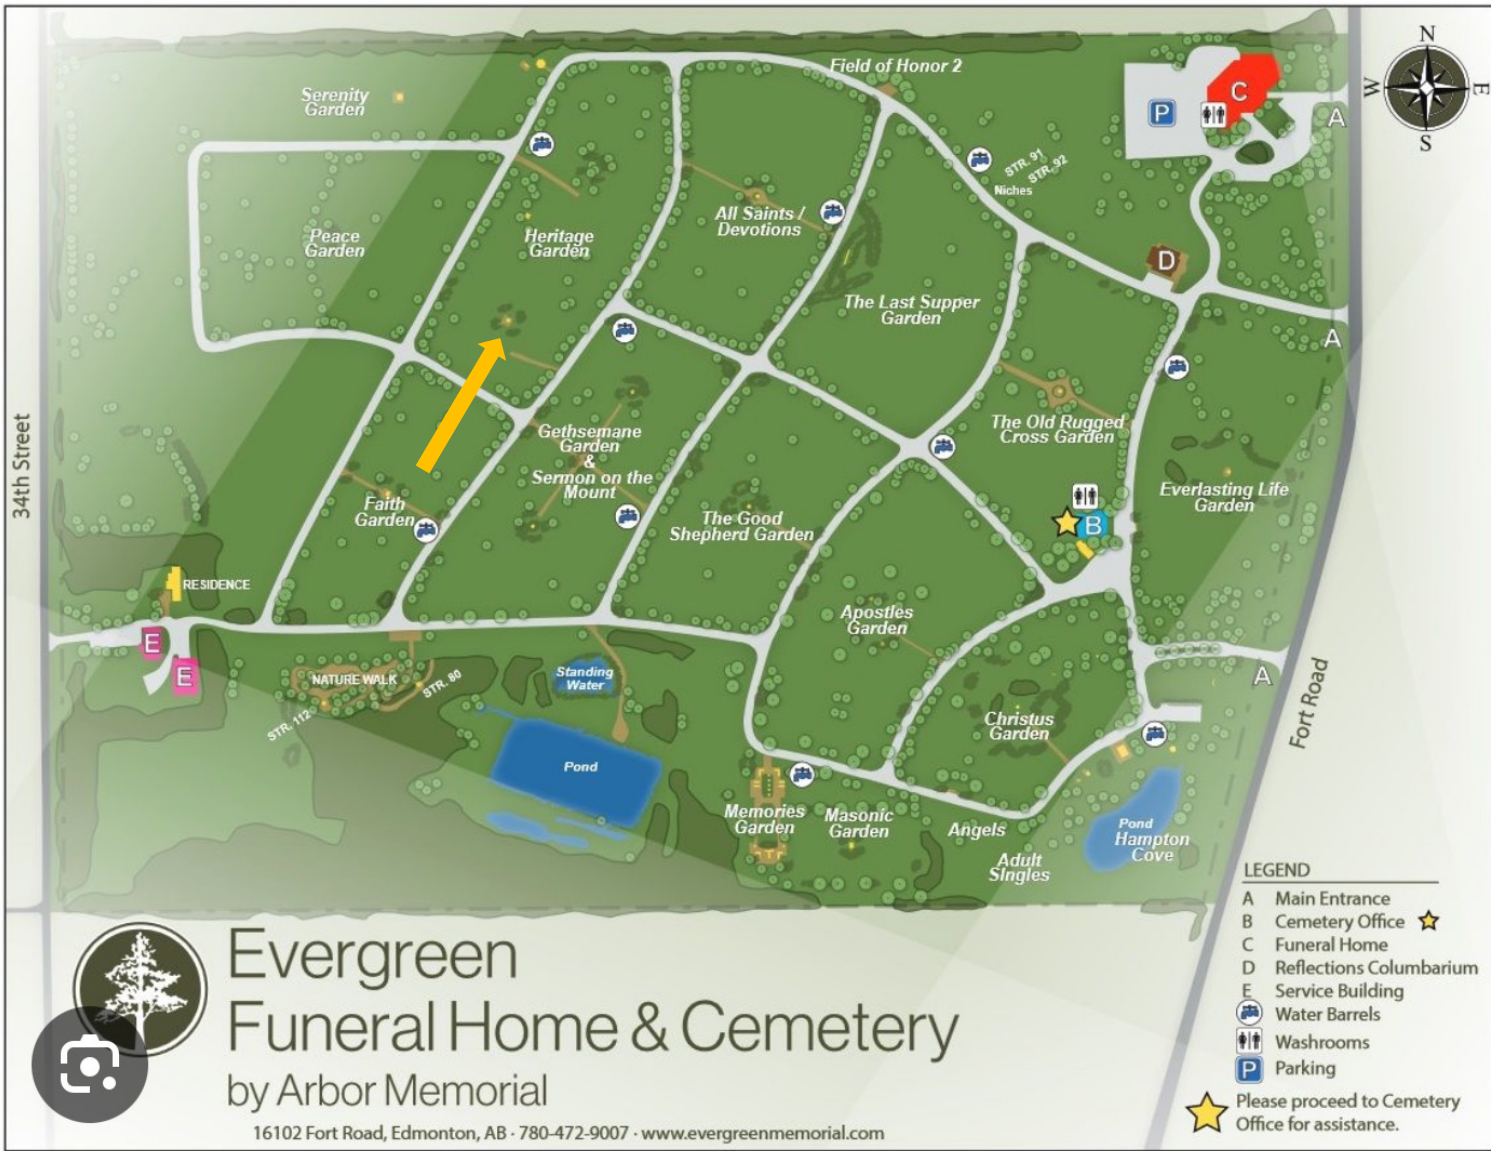 Field of Honor 2
N
W
E
S
Serenity
Garden
C
P
A
STR. 91
STR. 92
Niches
Peace
Garden
Heritage
Garden
All Saints /
Devotions
D
The Last Supper
Garden
A
34th Street
Gethsemane
Garden
&
Sermon on the
Mount
The Old Rugged
Cross Garden
Everlasting Life
Garden
Faith
Garden
The Good
Shepherd Garden
B
RESIDENCE
Apostles
Garden
E
E
NATURE WALK
STR. 80
STR. 112
Standing
Water
A
Fort Road
Christus
Garden
Pond
Memories
Garden
Masonic
Garden
Angels
Adult
SIngles
Pond
Hampton
Cove
LEGEND
A Main Entrance
B Cemetery Office
C Funeral Home
D Reflections Columbarium
E Service Building
Water Barrels
Washrooms
P Parking
Please proceed to Cemetery
Office for assistance.
Evergreen
Funeral Home & Cemetery
by Arbor Memorial
16102 Fort Road, Edmonton, AB · 780-472-9007 · www.evergreenmemorial.com